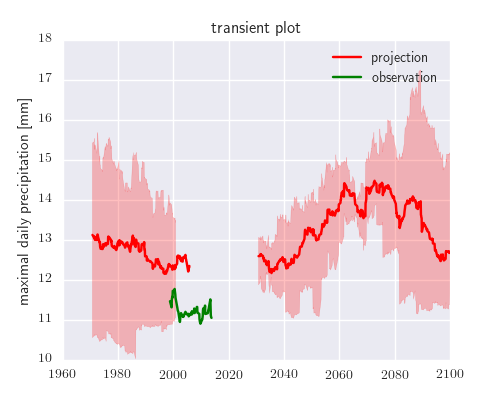 transient plot
maximal daily precipitation [mm]
18
17
16
15
14
13
12
11
10
projection
observation
1960 1980 2000 2020 2040 2060 2080 2100